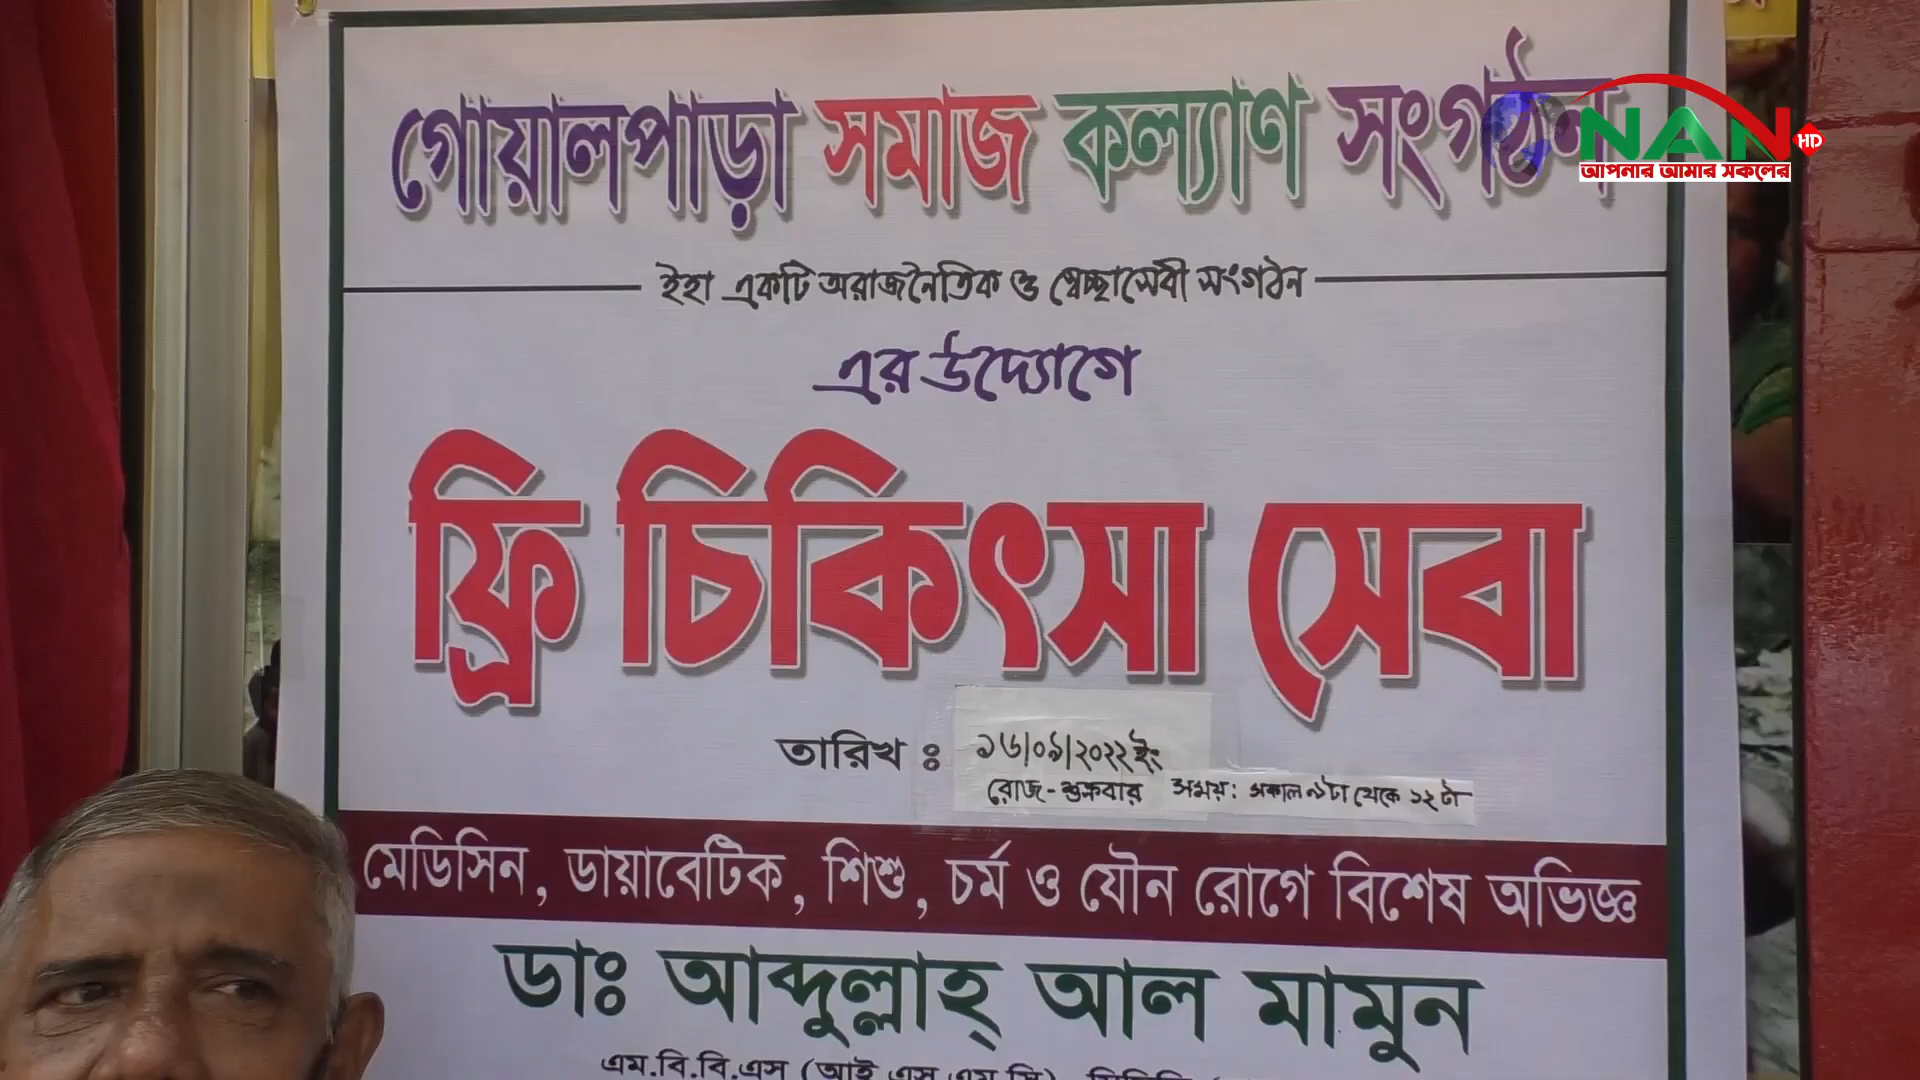 গোয়ালপাড়া সমাজ কল্যাণ সংগঠন
NAN HD
আপনার আমার সকলের
ইহা একটি অরাজনৈতিক ও স্বেচ্ছাসেবী সংগঠন
এর উদ্যোগে
ফ্রি চিকিৎসা সেবা
তারিখ ঃ ১৬/০৯/২০২২ইং
রোজ - শুক্রবার সময়: সকাল ৯টা থেকে ১২ টা
মেডিসিন, ডায়াবেটিক, শিশু, চর্ম ও যৌন রোগে বিশেষ অভিজ্ঞ
ডাঃ আব্দুল্লাহ্ আল মামুন
এম.বি.বি.এস (আই.এস.এম.সি),